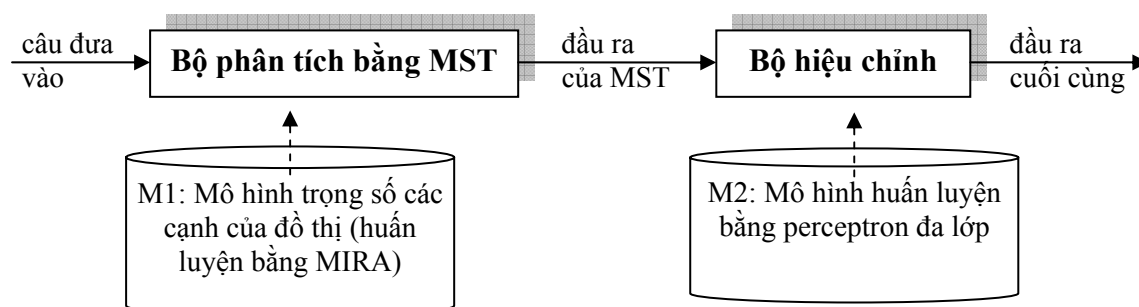 câu đưa
vào
Bộ phân tích bằng MST
đầu ra
của MST
Bộ hiệu chỉnh
đầu ra
cuối cùng
M1: Mô hình trọng số các
cạnh của đồ thị (huấn
luyện bằng MIRA)
M2: Mô hình huấn luyện
bằng perceptron đa lớp